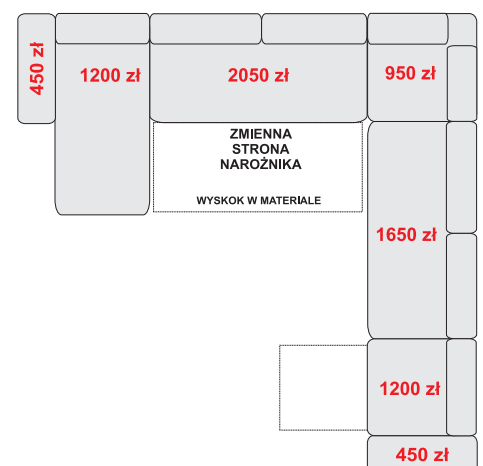 450 zł
1200 zł
2050 zł
950 zł
ZMIENNA
STRONA
NAROŻNIKA
WYSKOK W MATERIALE
1650 zł
1200 zł
450 zł